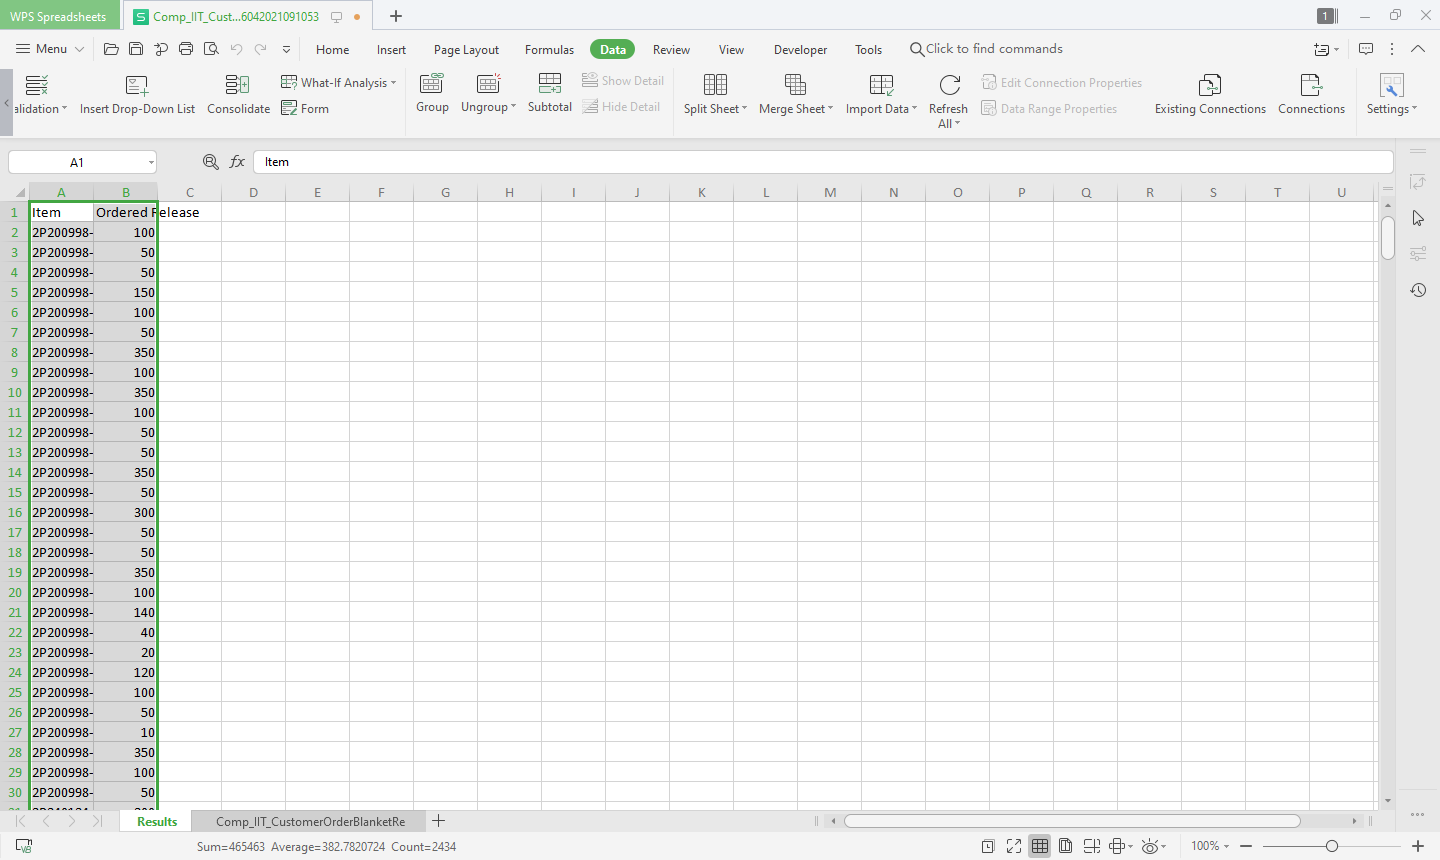 WPS Spreadsheets Comp_IIT_Cust...6042021091053 1
Menu Home Insert Page Layout Formulas Data Review View Developer Tools Click to find commands
What-If Analysis Show Detail Edit Connection Properties
alidation Insert Drop-Down List Consolidate Form Group Ungroup Subtotal Hide Detail Split Sheet Merge Sheet Import Data Refresh All Data Range Properties Existing Connections Connections Settings
A1 fx Item
A B C D E F G H I J K L M N O P Q R S T U
1 Item Ordered Release
2 2P200998- 100
3 2P200998- 50
4 2P200998- 50
5 2P200998- 150
6 2P200998- 100
7 2P200998- 50
8 2P200998- 350
9 2P200998- 100
10 2P200998- 350
11 2P200998- 100
12 2P200998- 50
13 2P200998- 50
14 2P200998- 350
15 2P200998- 50
16 2P200998- 300
17 2P200998- 50
18 2P200998- 50
19 2P200998- 350
20 2P200998- 100
21 2P200998- 140
22 2P200998- 40
23 2P200998- 20
24 2P200998- 120
25 2P200998- 100
26 2P200998- 50
27 2P200998- 10
28 2P200998- 350
29 2P200998- 100
30 2P200998- 50
Results Comp_IIT_CustomerOrderBlanketRe
Sum=465463 Average=382.7820724 Count=2434 100%